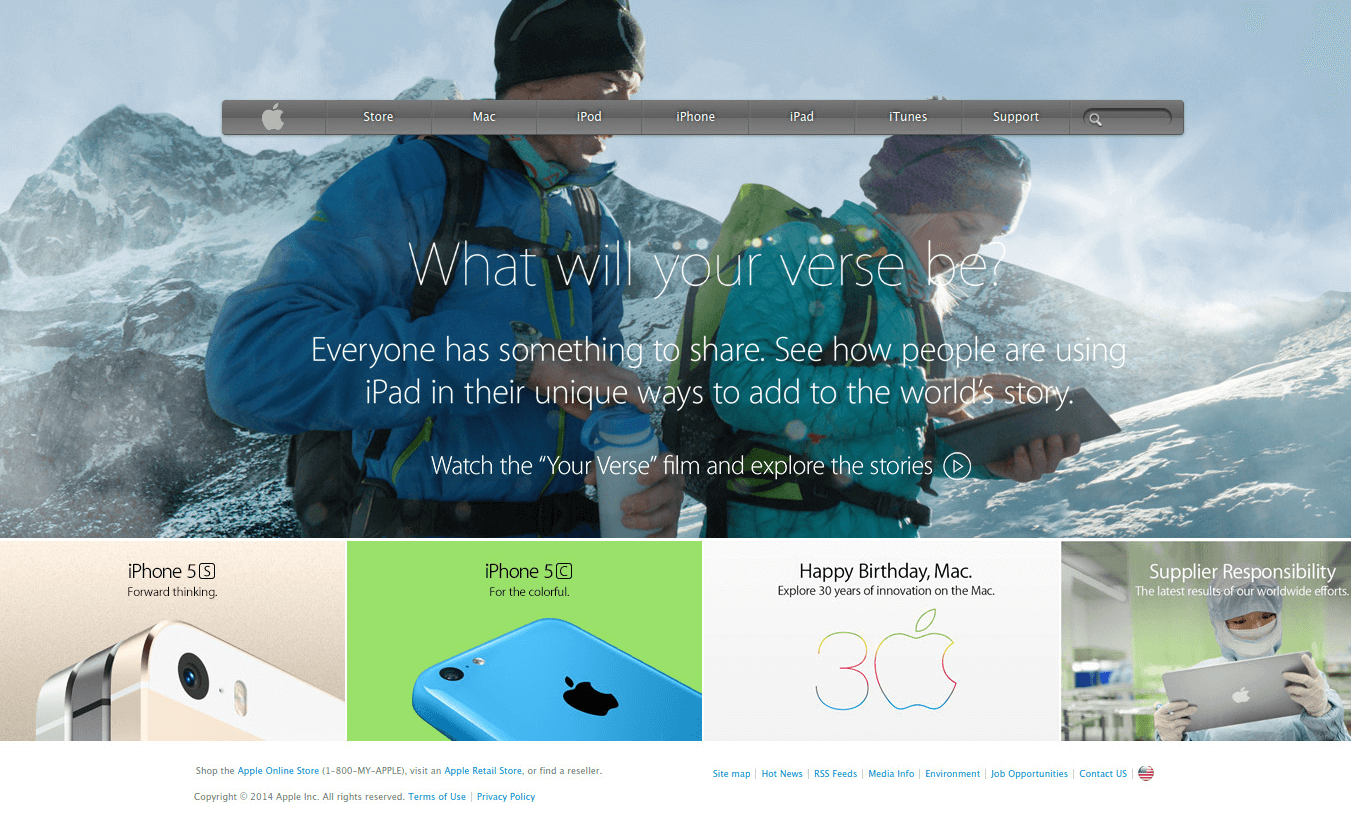 Store Mac iPod iPhone iPad iTunes Support
What will your verse be?
Everyone has something to share. See how people are using
iPad in their unique ways to add to the world's story.
Watch the “Your Verse” film and explore the stories
iPhone 5S
Forward thinking.
iPhone 5C
For the colorful.
Happy Birthday, Mac.
Explore 30 years of innovation on the Mac.
30
Supplier Responsibility
The latest results of our worldwide efforts.
Shop the Apple Online Store (1-800-MY-APPLE), visit an Apple Retail Store, or find a reseller.
Site map | Hot News | RSS Feeds | Media Info | Environment | Job Opportunities | Contact US |
Copyright © 2014 Apple Inc. All rights reserved. Terms of Use | Privacy Policy